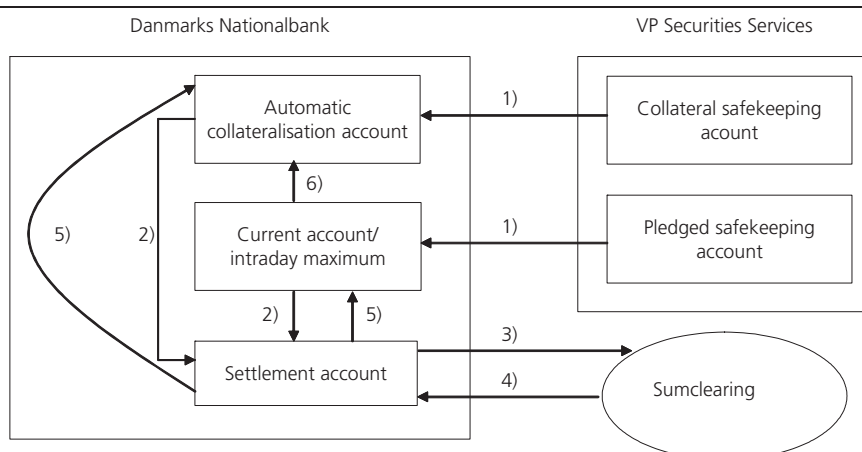 Danmarks Nationalbank
VP Securities Services
Automatic
collateralisation account
1)
Collateral safekeeping
acount
6)
5)
2)
Current account/
intraday maximum
1)
Pledged safekeeping
account
2)
5)
Settlement account
3)
4)
Sumclearing